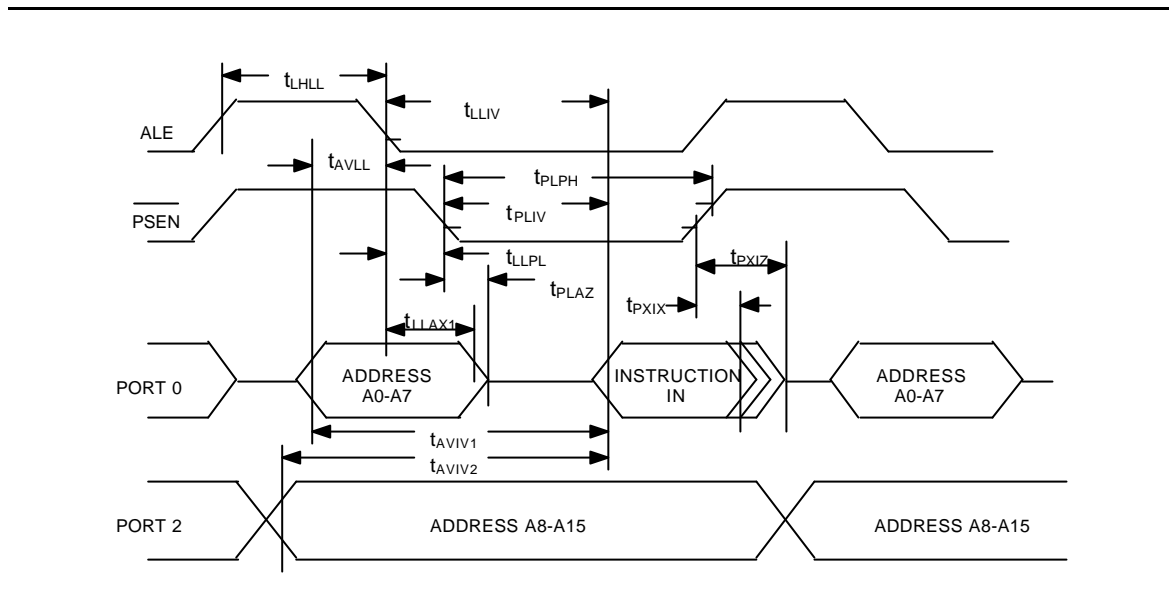 tLHLL
tLLIV
ALE
tAVLL
tPLPH
PSEN
tPLIV
tLLPL
tPXIZ
tPLAZ
tPXIX
tLLAX1
PORT 0
ADDRESS
A0-A7
INSTRUCTION
IN
ADDRESS
A0-A7
tAVIV1
tAVIV2
PORT 2
ADDRESS A8-A15
ADDRESS A8-A15